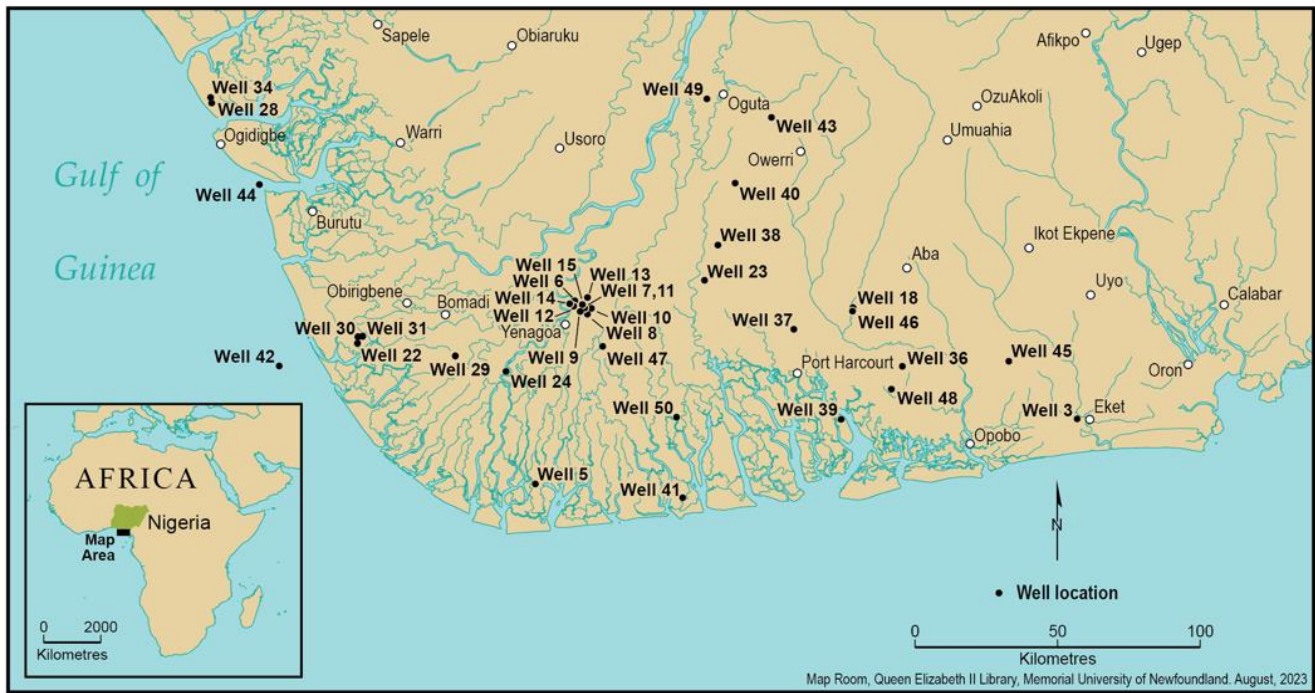 Sapele
Obiaruku
Afikpo
Ugep
Well 34
Well 28
Ogidigbe
Well 49
Oguta
Well 43
OzuAkoli
Umuahia
Warri
Usoro
Owerri
Gulf of
Guinea
Well 44
Well 40
Burutu
Well 38
Ikot Ekpene
Aba
Uyo
Calabar
Well 15
Well 13
Well 6
Well 7,11
Well 23
Obirigbene
Bomadi
Well 14
Well 12
Well 10
Yenagoa
Well 8
Well 18
Well 46
Well 37
Well 30
Well 31
Well 22
Well 29
Well 9
Well 47
Well 24
Well 42
Port Harcourt
Well 36
Well 45
Oron
Well 48
Well 50
Well 39
Well 3
Eket
Opobo
Well 5
Well 41
AFRICA
Nigeria
Map
Area
0 2000
Kilometres
N
Well location
0 50 100
Kilometres
Map Room, Queen Elizabeth II Library, Memorial University of Newfoundland. August, 2023